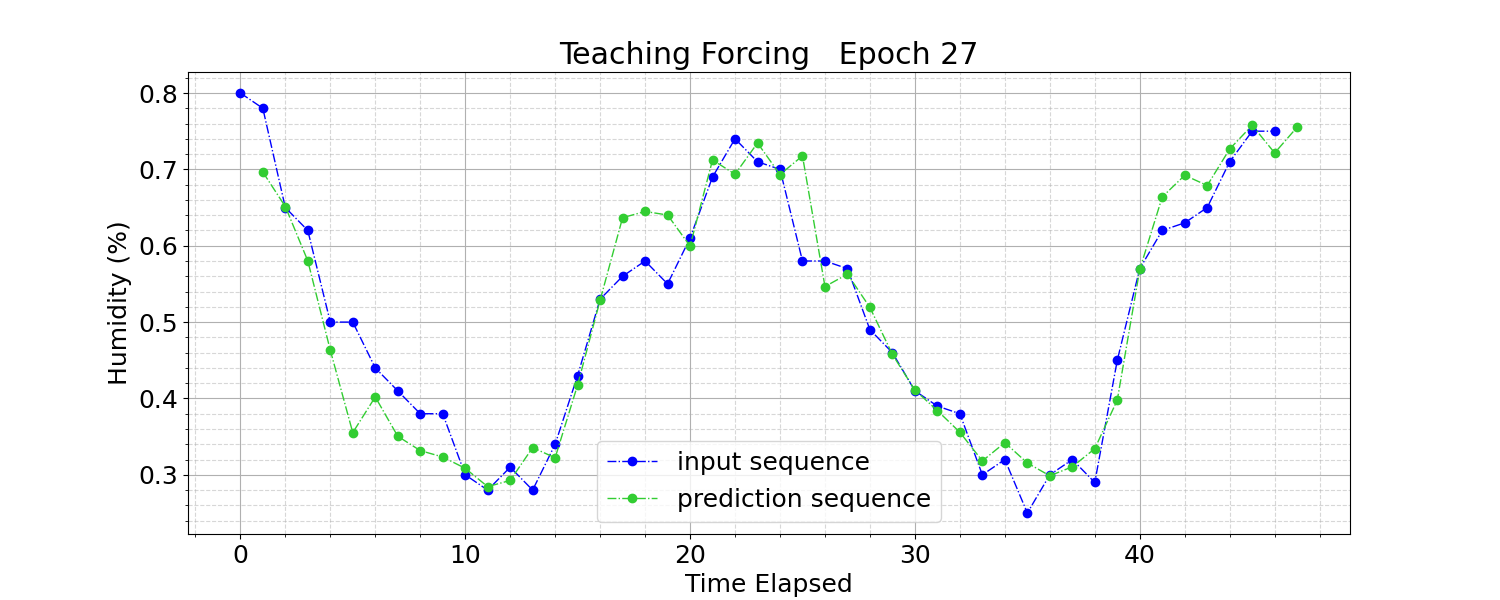 Teaching Forcing   Epoch 27
Humidity (%)
0.8
0.7
0.6
0.5
0.4
0.3
input sequence
prediction sequence
0 10 20 30 40
Time Elapsed